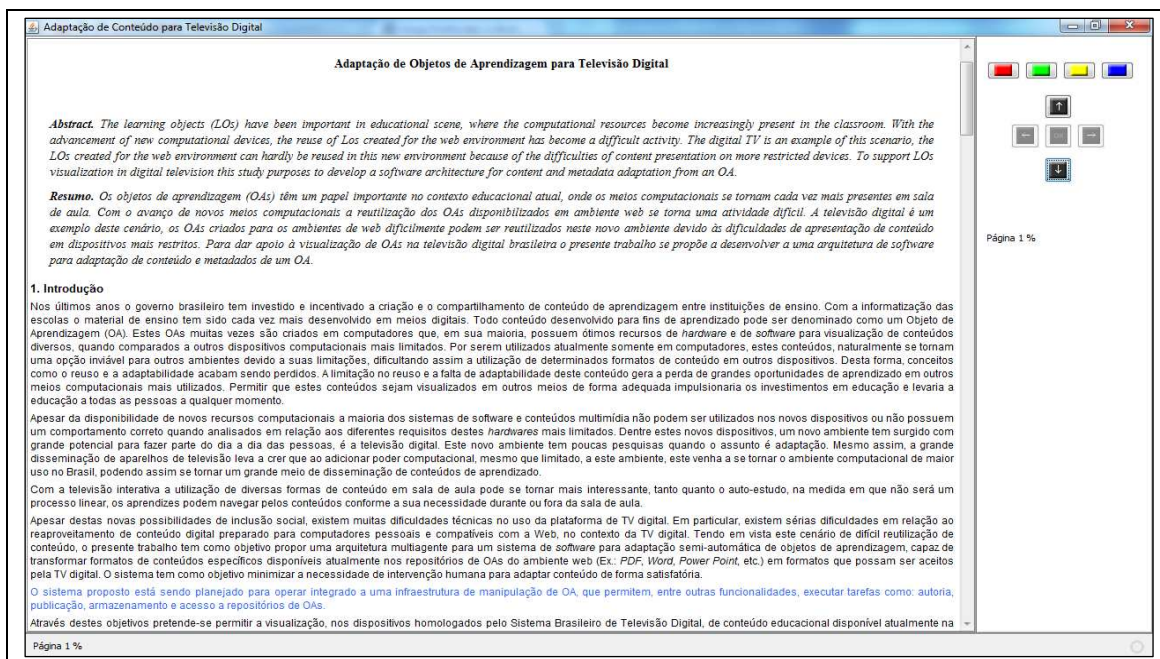 Adaptação de Conteúdo para Televisão Digital
Adaptação de Objetos de Aprendizagem para Televisão Digital
Abstract. The learning objects (LOs) have been important in educational scene, where the computational resources become increasingly present in the classroom. With the
advancement of new computational devices, the reuse of Los created for the web environment has become a difficult activity. The digital TV is an example of this scenario, the
LOs created for the web environment can hardly be reused in this new environment because of the difficulties of content presentation on more restricted devices. To support LOs
visualization in digital television this study purposes to develop a software architecture for content and metadata adaptation from an OA.
Resumo. Os objetos de aprendizagem (OAs) têm um papel importante no contexto educacional atual, onde os meios computacionais se tornam cada vez mais presentes em sala
de aula. Com o avanço de novos meios computacionais a reutilização dos OAs disponibilizados em ambiente web se torna uma atividade difícil. A televisão digital é um
exemplo deste cenário, os OAs criados para os ambientes de web dificilmente podem ser reutilizados neste novo ambiente devido às dificuldades de apresentação de conteúdo
em dispositivos mais restritos. Para dar apoio à visualização de OAs na televisão digital brasileira o presente trabalho se propõe a desenvolver a uma arquitetura de software
para adaptação de conteúdo e metadados de um OA.
1. Introdução
Nos últimos anos o governo brasileiro tem investido e incentivado a criação e o compartilhamento de conteúdo de aprendizagem entre instituições de ensino. Com a informatização das
escolas o material de ensino tem sido cada vez mais desenvolvido em meios digitais. Todo conteúdo desenvolvido para fins de aprendizado pode ser denominado como um Objeto de
Aprendizagem (OA). Estes OAs muitas vezes são criados em computadores que, em sua maioria, possuem ótimos recursos de hardware e de software para visualização de conteúdos
diversos, quando comparados a outros dispositivos computacionais mais limitados. Por serem utilizados atualmente somente em computadores, estes conteúdos, naturalmente se tornam
uma opção inviável para outros ambientes devido a suas limitações, dificultando assim a utilização de determinados formatos de conteúdo em outros dispositivos. Desta forma, conceitos
como o reuso e a adaptabilidade acabam sendo perdidos. A limitação no reuso e a falta de adaptabilidade deste conteúdo gera a perda de grandes oportunidades de aprendizado em outros
meios computacionais mais utilizados. Permitir que estes conteúdos sejam visualizados em outros meios de forma adequada impulsionaria os investimentos em educação e levaria a
educação a todas as pessoas a qualquer momento.
Apesar da disponibilidade de novos recursos computacionais a maioria dos sistemas de software e conteúdos multimídia não podem ser utilizados nos novos dispositivos ou não possuem
um comportamento correto quando analisados em relação aos diferentes requisitos destes hardwares mais limitados. Dentre estes novos dispositivos, um novo ambiente tem surgido com
grande potencial para fazer parte do dia a dia das pessoas, é a televisão digital. Este novo ambiente tem poucas pesquisas quando o assunto é adaptação. Mesmo assim, a grande
disseminação de aparelhos de televisão leva a crer que ao adicionar poder computacional, mesmo que limitado, a este ambiente, este venha a se tornar o ambiente computacional de maior
uso no Brasil, podendo assim se tornar um grande meio de disseminação de conteúdos de aprendizado.
Com a televisão interativa a utilização de diversas formas de conteúdo em sala de aula pode se tornar mais interessante, tanto quanto o auto-estudo, na medida em que não será um
processo linear, os aprendizes podem navegar pelos conteúdos conforme a sua necessidade durante ou fora da sala de aula.
Apesar destas novas possibilidades de inclusão social, existem muitas dificuldades técnicas no uso da plataforma de TV digital. Em particular, existem sérias dificuldades em relação ao
reaproveitamento de conteúdo digital preparado para computadores pessoais e compatíveis com a Web, no contexto da TV digital. Tendo em vista este cenário de difícil reutilização de
conteúdo, o presente trabalho tem como objetivo propor uma arquitetura multiagente para um sistema de software para adaptação semi-automática de objetos de aprendizagem, capaz de
transformar formatos de conteúdos específicos disponíveis atualmente nos repositórios de OAs do ambiente web (Ex.: PDF, Word, Power Point, etc.) em formatos que possam ser aceitos
pela TV digital. O sistema tem como objetivo minimizar a necessidade de intervenção humana para adaptar conteúdo de forma satisfatória.
O sistema proposto está sendo planejado para operar integrado a uma infraestrutura de manipulação de OA, que permitem, entre outras funcionalidades, executar tarefas como: autoria,
publicação, armazenamento e acesso a repositórios de OAs.
Através destes objetivos pretende-se permitir a visualização, nos dispositivos homologados pelo Sistema Brasileiro de Televisão Digital, de conteúdo educacional disponível atualmente na
Página 1 %
Página 1 %